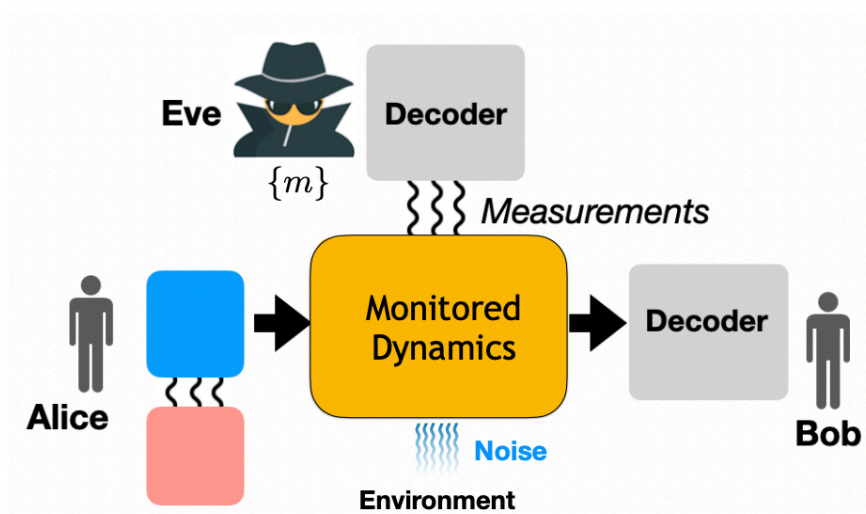 Eve
Decoder
{m}
Measurements
Monitored
Dynamics
Decoder
Alice
Bob
Noise
Environment